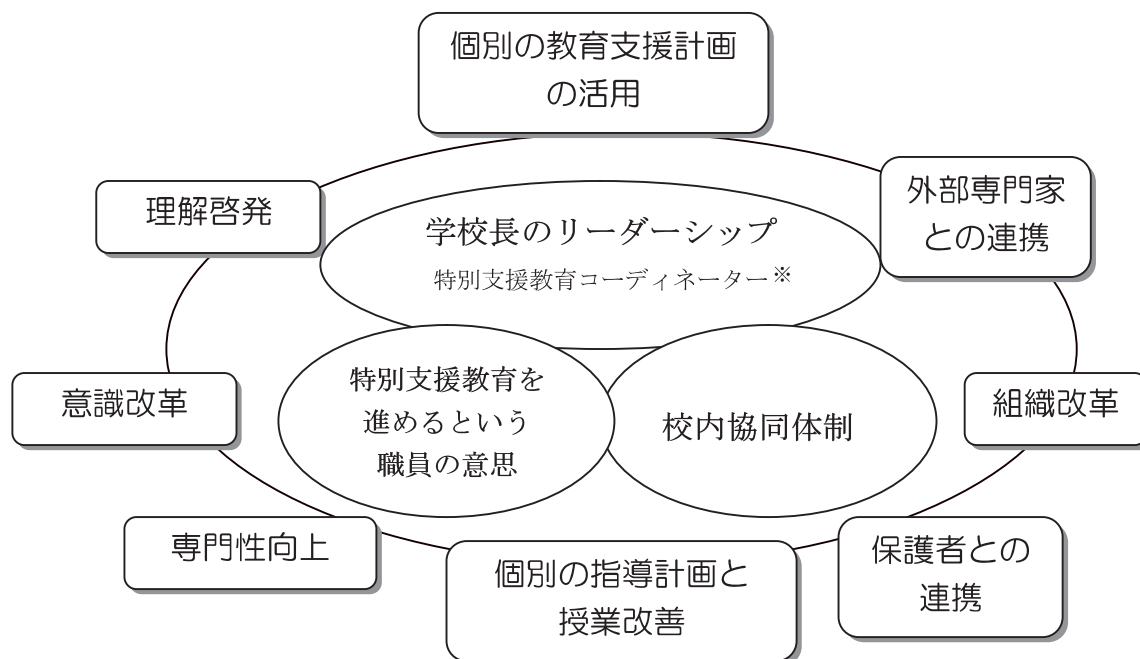 個別の教育支援計画
の活用
理解啓発
外部専門家
との連携
学校長のリーダーシップ
特別支援教育コーディネーター※
意識改革
特別支援教育を
進めるという
職員の意思
校内協同体制
組織改革
専門性向上
個別の指導計画と
授業改善
保護者との
連携